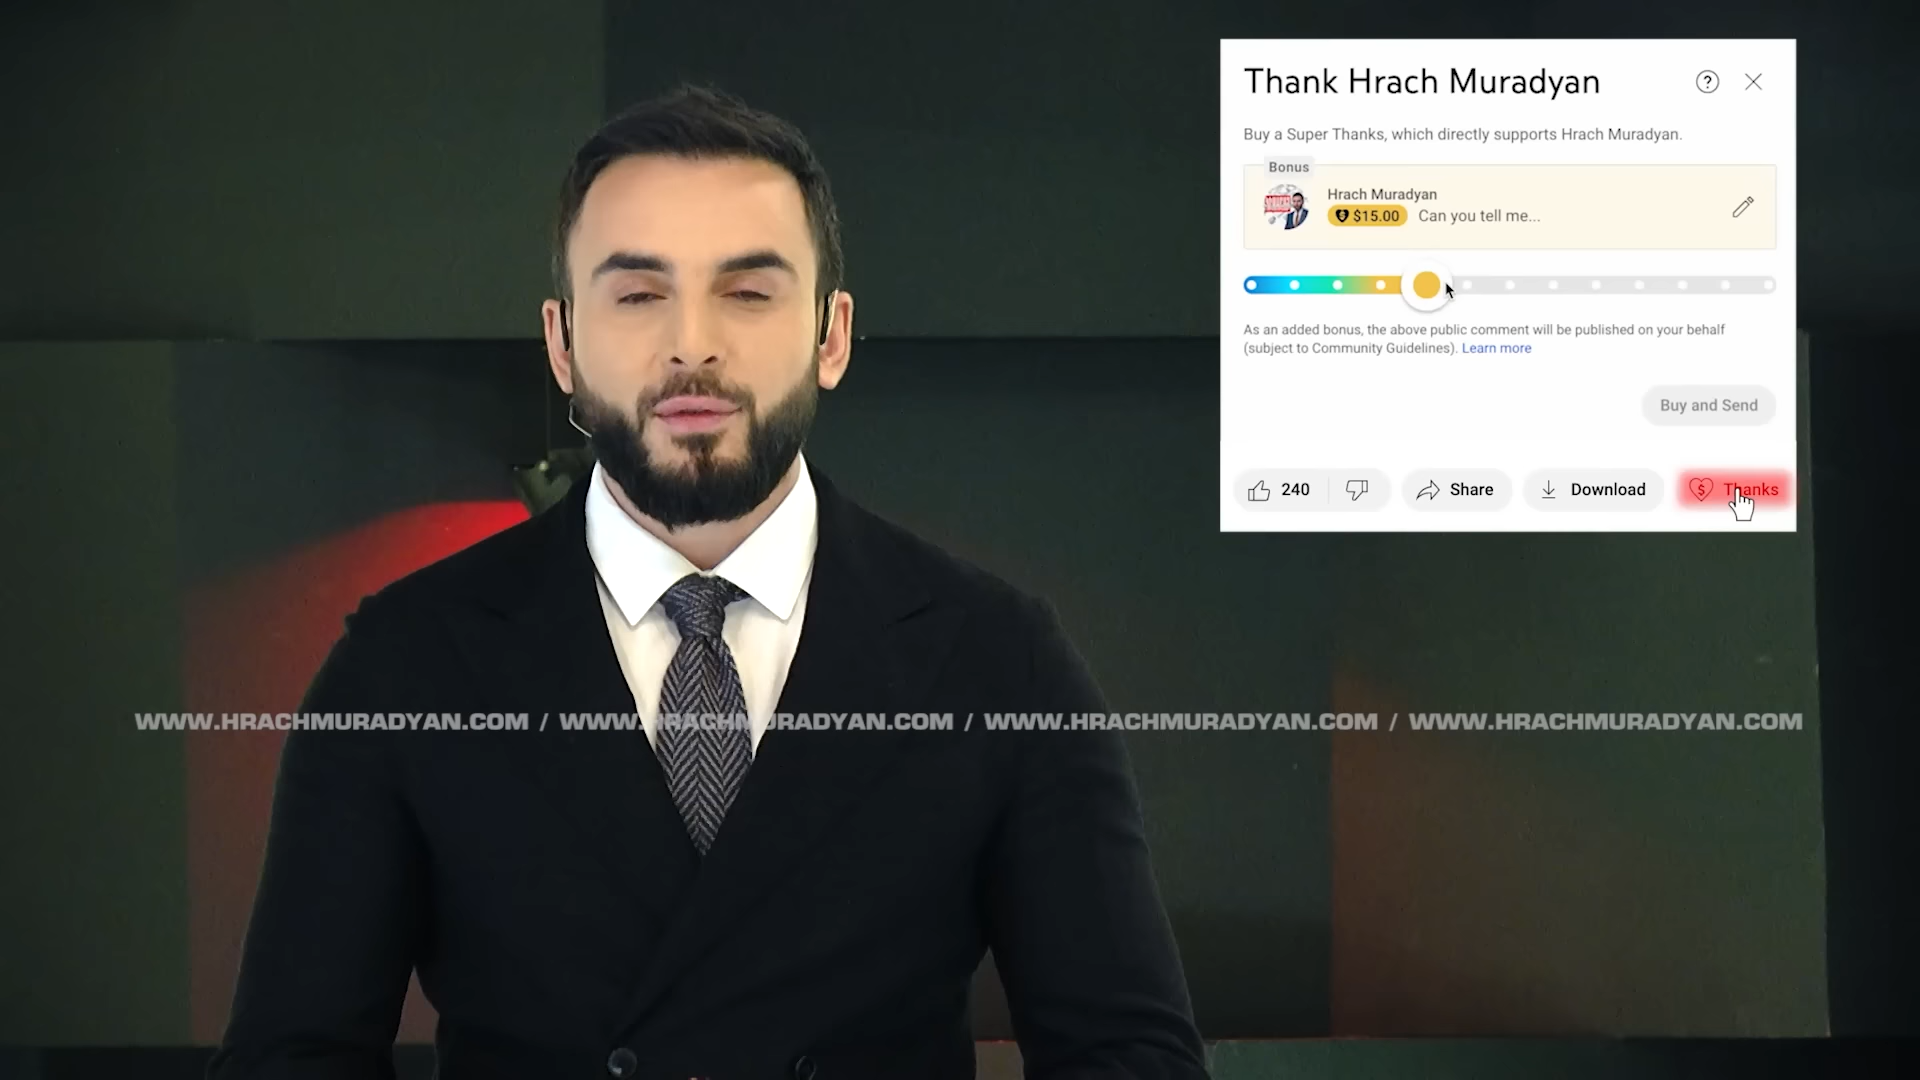 Thank Hrach Muradyan
Buy a Super Thanks, which directly supports Hrach Muradyan.
Bonus
Hrach Muradyan
$15.00 Can you tell me...
As an added bonus, the above public comment will be published on your behalf
(subject to Community Guidelines). Learn more
Buy and Send
240 Share Download Thanks
WWW.HRACHMURADYAN.COM / WWW.HRACHMURADYAN.COM / WWW.HRACHMURADYAN.COM / WWW.HRACHMURADYAN.COM